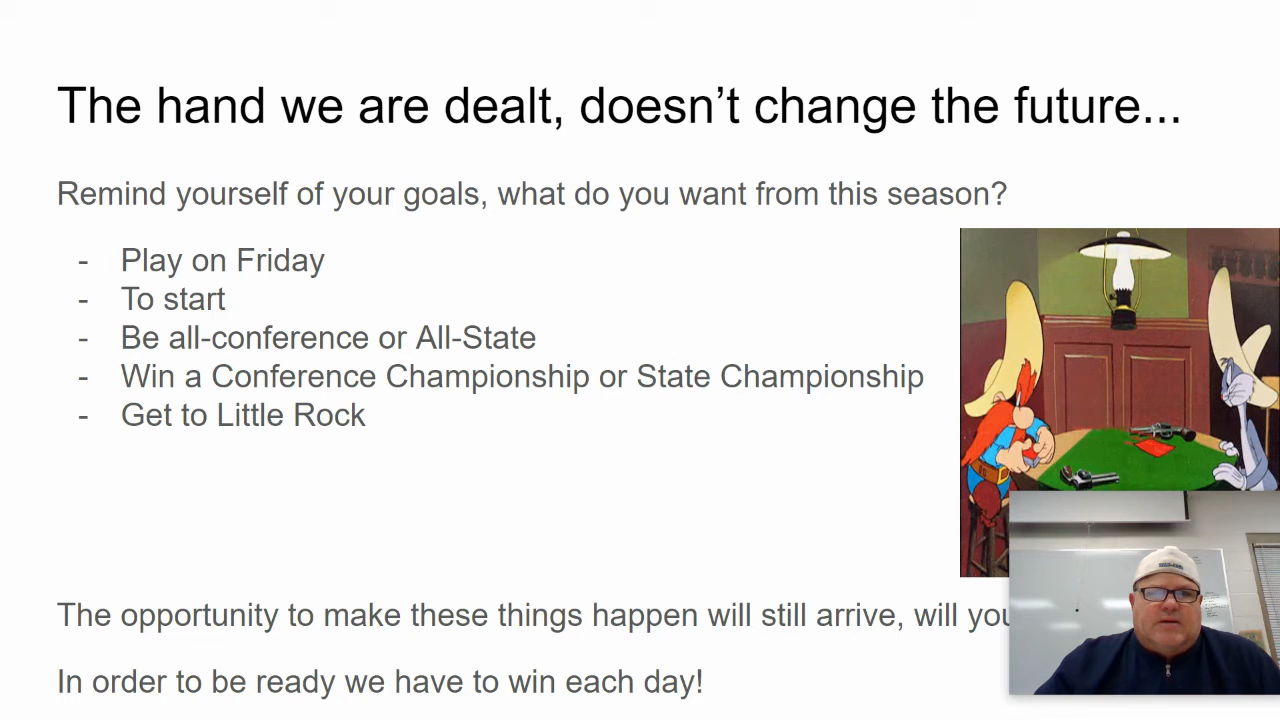 The hand we are dealt, doesn’t change the future...
Remind yourself of your goals, what do you want from this season?
- Play on Friday
- To start
- Be all-conference or All-State
- Win a Conference Championship or State Championship
- Get to Little Rock
The opportunity to make these things happen will still arrive, will you
In order to be ready we have to win each day!